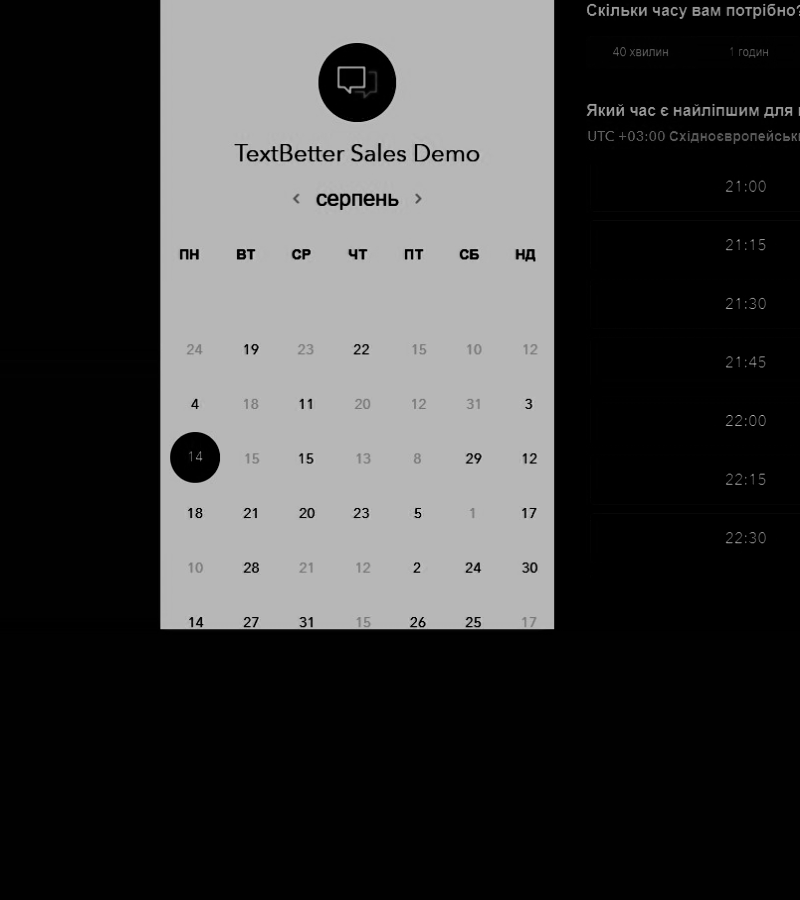 TextBetter Sales Demo
серпень
ПН ВТ СР ЧТ ПТ СБ НД
24 19 23 22 15 10 12
4 18 11 20 12 31 3
14 15 15 13 8 29 12
18 21 20 23 5 1 17
10 28 21 12 2 24 30
14 27 31 15 26 25 17
Скільки часу вам потрібно?
40 хвилин 1 годин
Який час є найліпшим для
UTC +03:00
21:00
21:15
21:30
21:45
22:00
22:15
22:30